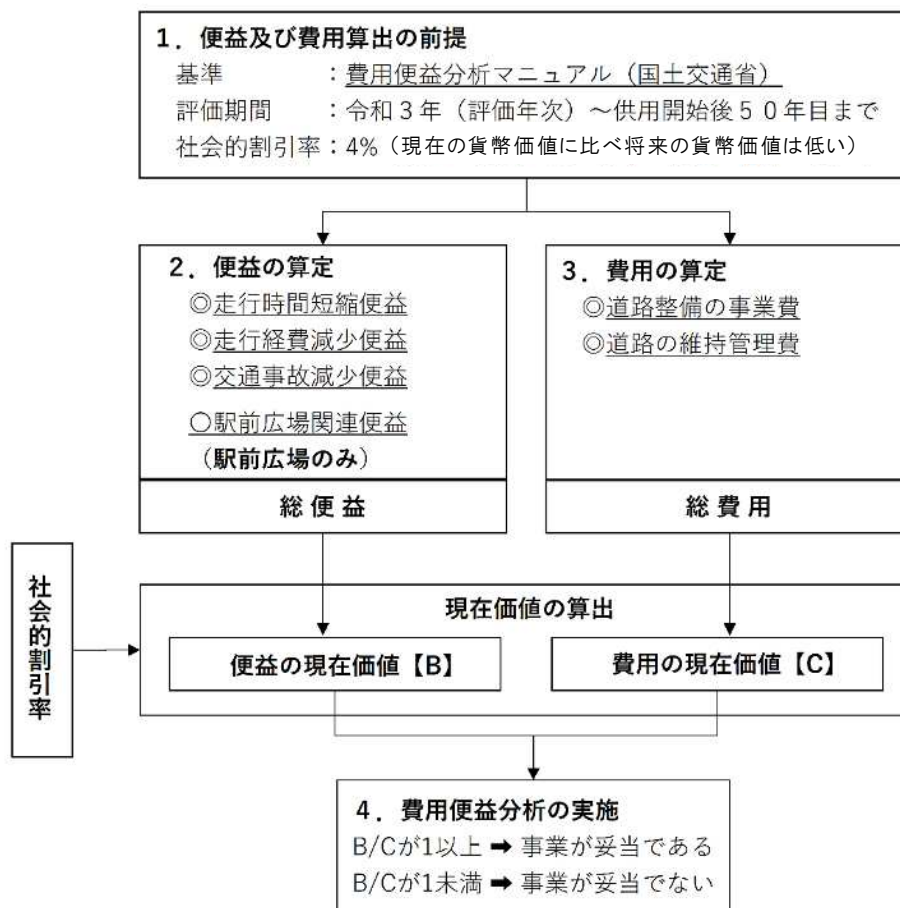 １．便益及び費用算出の前提
基準　　　：費用便益分析マニュアル（国土交通省）
評価期間　：令和３年（評価年次）～供用開始後５０年目まで
社会的割引率：4%（現在の貨幣価値に比べ将来の貨幣価値は低い）
２．便益の算定
◎走行時間短縮便益
◎走行経費減少便益
◎交通事故減少便益
○駅前広場関連便益
（駅前広場のみ）
総 便 益
３．費用の算定
◎道路整備の事業費
◎道路の維持管理費
総 費 用
社会的割引率
現在価値の算出
便益の現在価値【B】
費用の現在価値【C】
４．費用便益分析の実施
B/Cが1以上 ➡ 事業が妥当である
B/Cが1未満 ➡ 事業が妥当でない